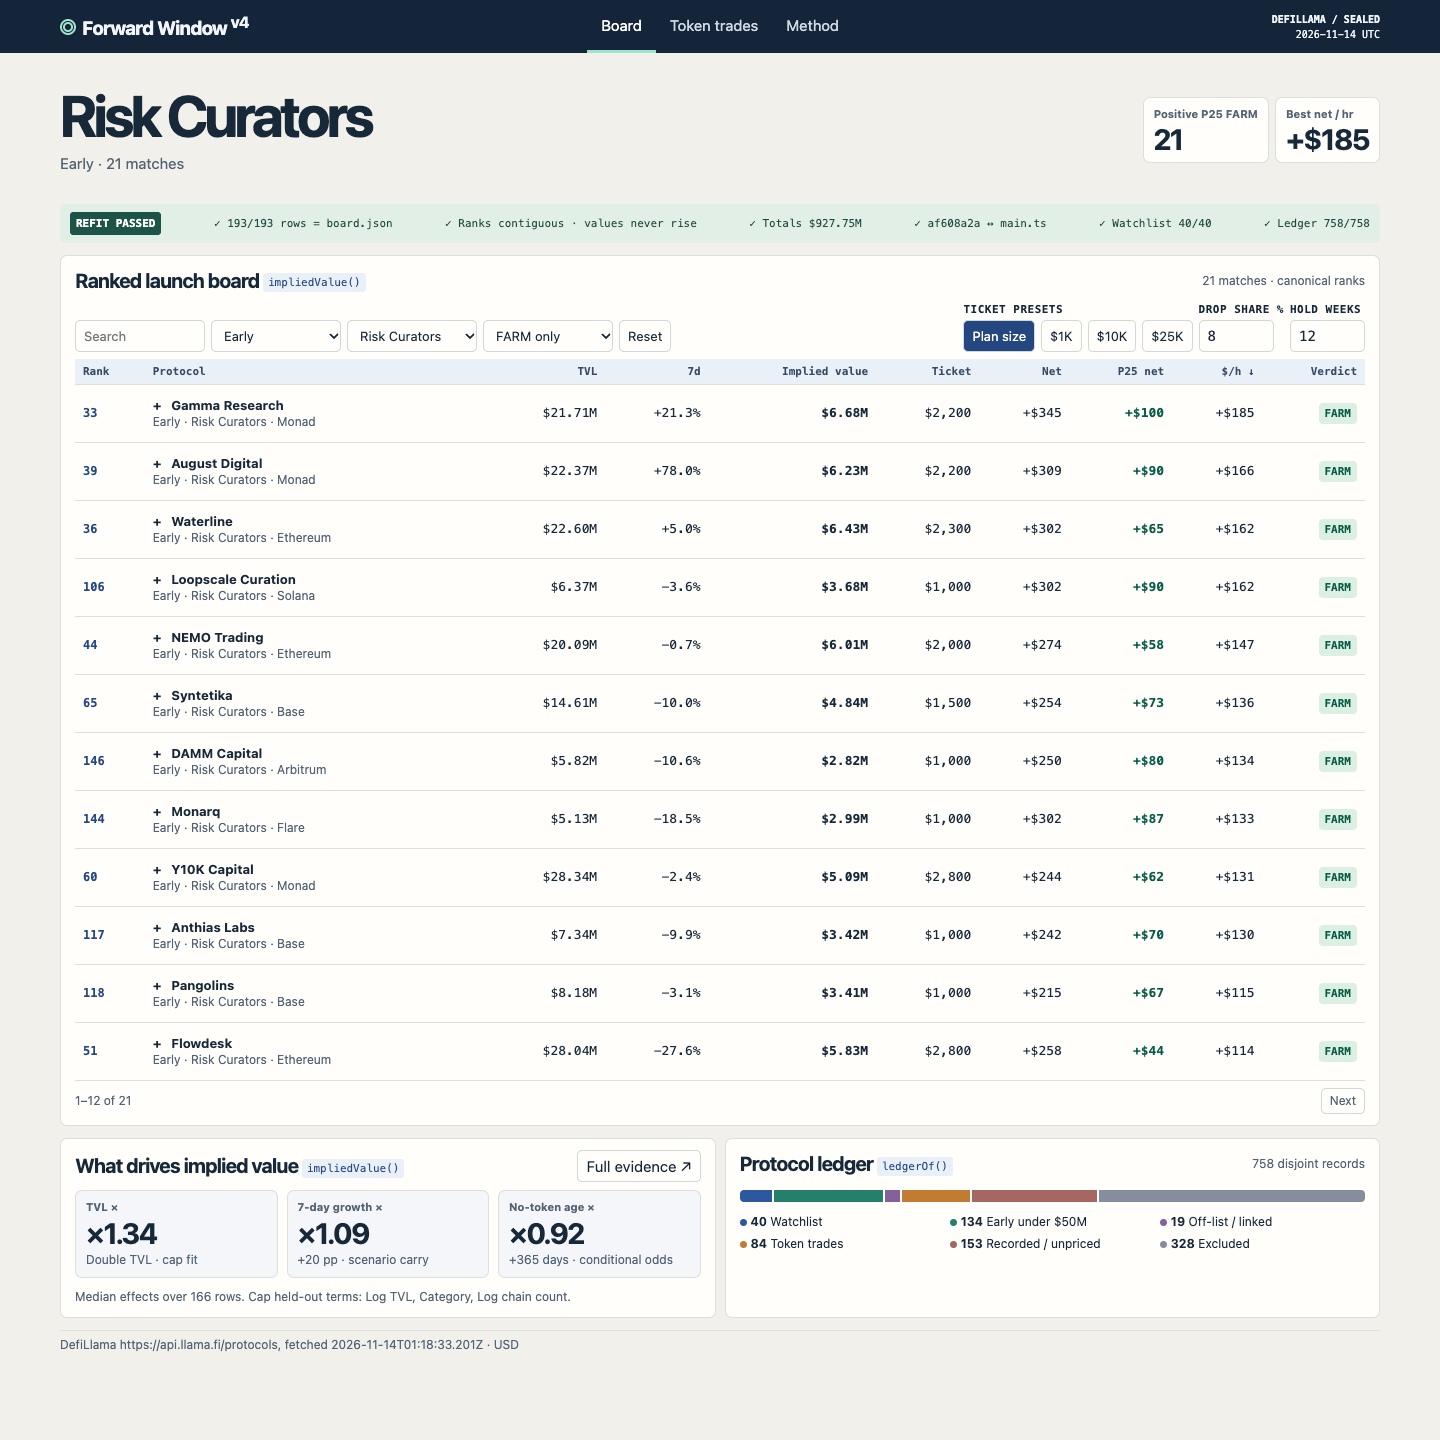 Forward Window v4
Board Token trades Method
DEFILLAMA / SEALED
2026–11–14 UTC
Risk Curators
Early · 21 matches
Positive P25 FARM
21
Best net / hr
+$185
REFIT PASSED ✓ 193/193 rows = board.json ✓ Ranks contiguous · values never rise ✓ Totals $927.75M ✓ af608a2a ↔ main.ts ✓ Watchlist 40/40 ✓ Ledger 758/758
Ranked launch board impliedValue() 21 matches · canonical ranks
TICKET PRESETS DROP SHARE % HOLD WEEKS
Search Early Risk Curators FARM only Reset Plan size $1K $10K $25K 8 12
Rank Protocol TVL 7d Implied value Ticket Net P25 net $/h ↓ Verdict
33 + Gamma Research $21.71M +21.3% $6.68M $2,200 +$345 +$100 +$185 FARM
Early · Risk Curators · Monad
39 + August Digital $22.37M +78.0% $6.23M $2,200 +$309 +$90 +$166 FARM
Early · Risk Curators · Monad
36 + Waterline $22.60M +5.0% $6.43M $2,300 +$302 +$65 +$162 FARM
Early · Risk Curators · Ethereum
106 + Loopscale Curation $6.37M −3.6% $3.68M $1,000 +$302 +$90 +$162 FARM
Early · Risk Curators · Solana
44 + NEMO Trading $20.09M −0.7% $6.01M $2,000 +$274 +$58 +$147 FARM
Early · Risk Curators · Ethereum
65 + Syntetika $14.61M −10.0% $4.84M $1,500 +$254 +$73 +$136 FARM
Early · Risk Curators · Base
146 + DAMM Capital $5.82M −10.6% $2.82M $1,000 +$250 +$80 +$134 FARM
Early · Risk Curators · Arbitrum
144 + Monarq $5.13M −18.5% $2.99M $1,000 +$302 +$87 +$133 FARM
Early · Risk Curators · Flare
60 + Y10K Capital $28.34M −2.4% $5.09M $2,800 +$244 +$62 +$131 FARM
Early · Risk Curators · Monad
117 + Anthias Labs $7.34M −9.9% $3.42M $1,000 +$242 +$70 +$130 FARM
Early · Risk Curators · Base
118 + Pangolins $8.18M −3.1% $3.41M $1,000 +$215 +$67 +$115 FARM
Early · Risk Curators · Base
51 + Flowdesk $28.04M −27.6% $5.83M $2,800 +$258 +$44 +$114 FARM
Early · Risk Curators · Ethereum
1–12 of 21 Next
What drives implied value impliedValue() Full evidence ↗
TVL ×
×1.34
Double TVL · cap fit
7-day growth ×
×1.09
+20 pp · scenario carry
No-token age ×
×0.92
+365 days · conditional odds
Median effects over 166 rows. Cap held-out terms: Log TVL, Category, Log chain count.
Protocol ledger ledgerOf() 758 disjoint records
40 Watchlist 134 Early under $50M 19 Off-list / linked
84 Token trades 153 Recorded / unpriced 328 Excluded
DefiLlama https://api.llama.fi/protocols, fetched 2026-11-14T01:18:33.201Z · USD